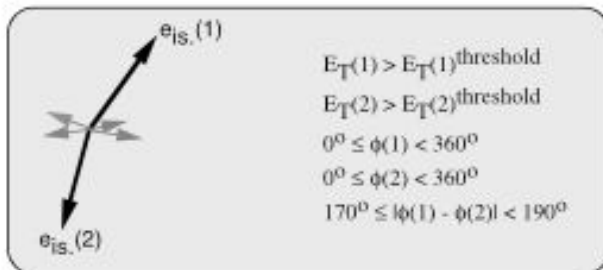 e_is.(1)
E_T(1) > E_T(1)^threshold
E_T(2) > E_T(2)^threshold
0° ≤ ϕ(1) < 360°
0° ≤ ϕ(2) < 360°
170° ≤ |ϕ(1) - ϕ(2)| < 190°
e_is.(2)